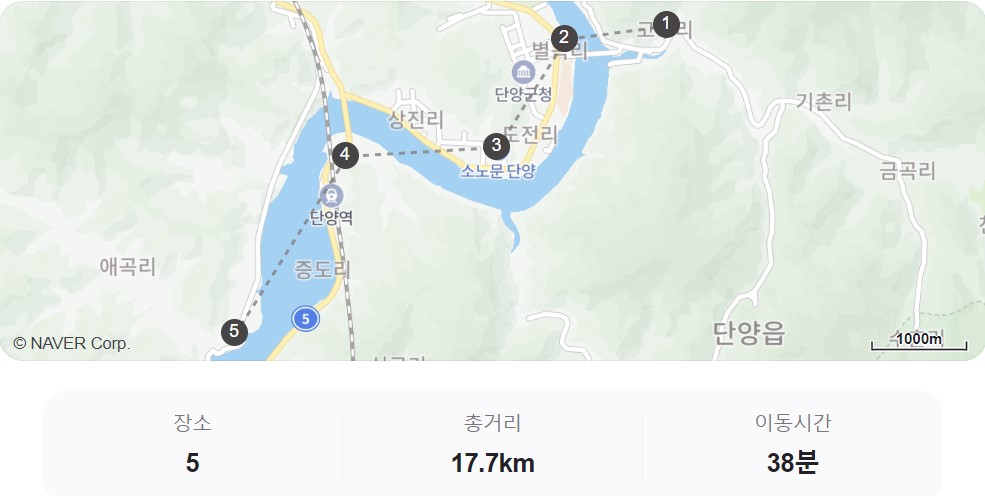 1
고수리
2
별곡리
단양군청
기촌리
상진리
도전리
3
4
소노문 단양
금곡리
단양역
애곡리
증도리
5
5
단양읍
1000m
© NAVER Corp.
장소
총거리
이동시간
5
17.7km
38분